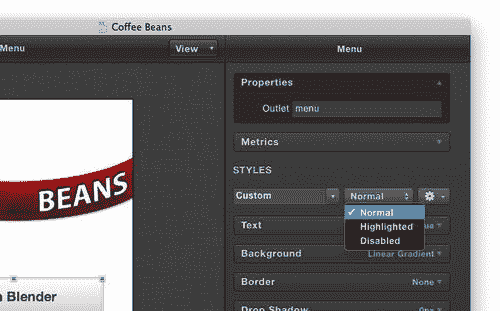 Coffee Beans
Menu
View
Menu
Properties
Outlet menu
Metrics
STYLES
Custom
Normal
Normal
Highlighted
Disabled
Text
Background Linear Gradient
Border None
BEANS
Blender
Drop Shadow